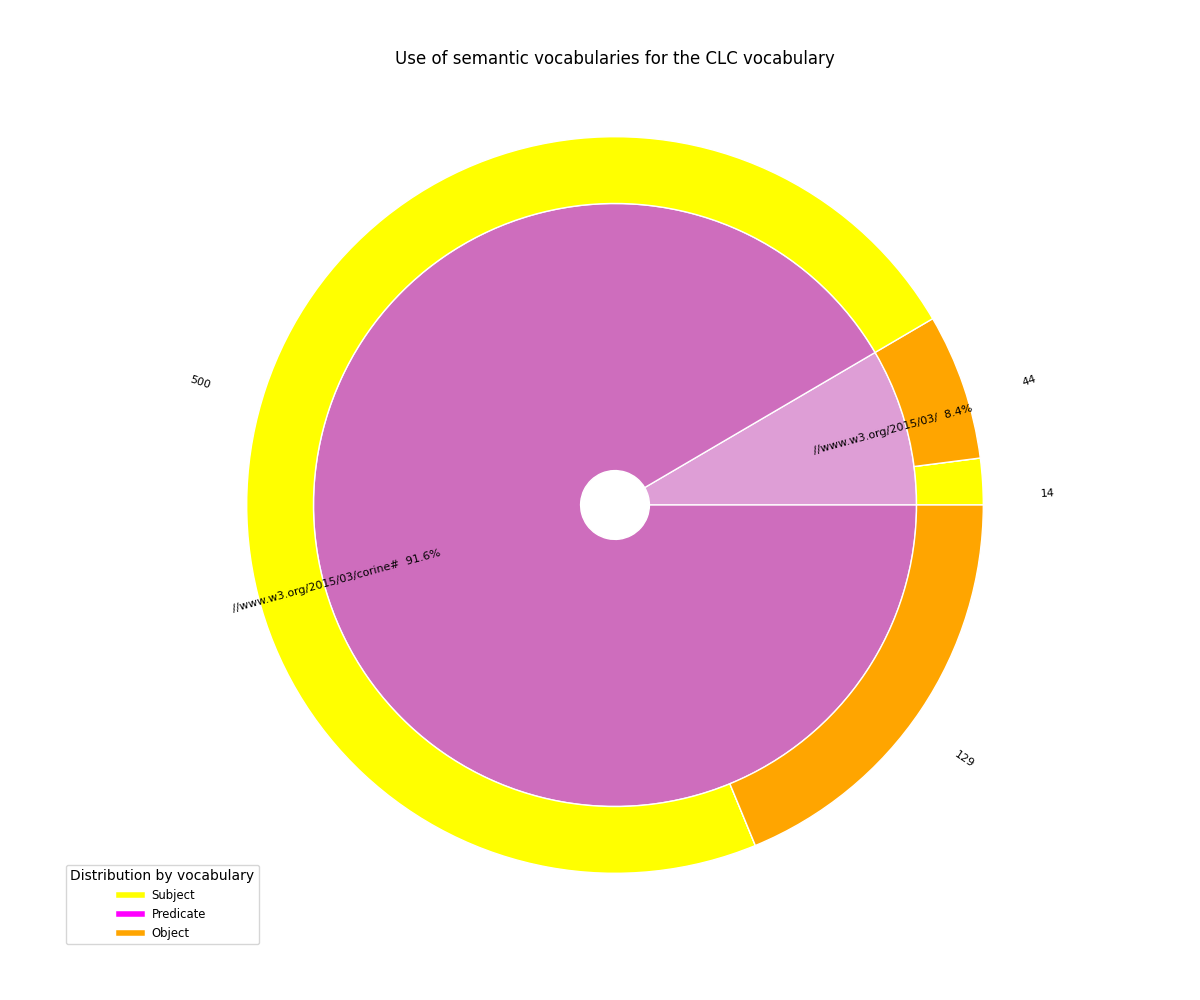 Use of semantic vocabularies for the CLC vocabulary
500
44
//www.w3.org/2015/03/  8.4%
14
//www.w3.org/2015/03/corine#  91.6%
129
Distribution by vocabulary
Subject
Predicate
Object